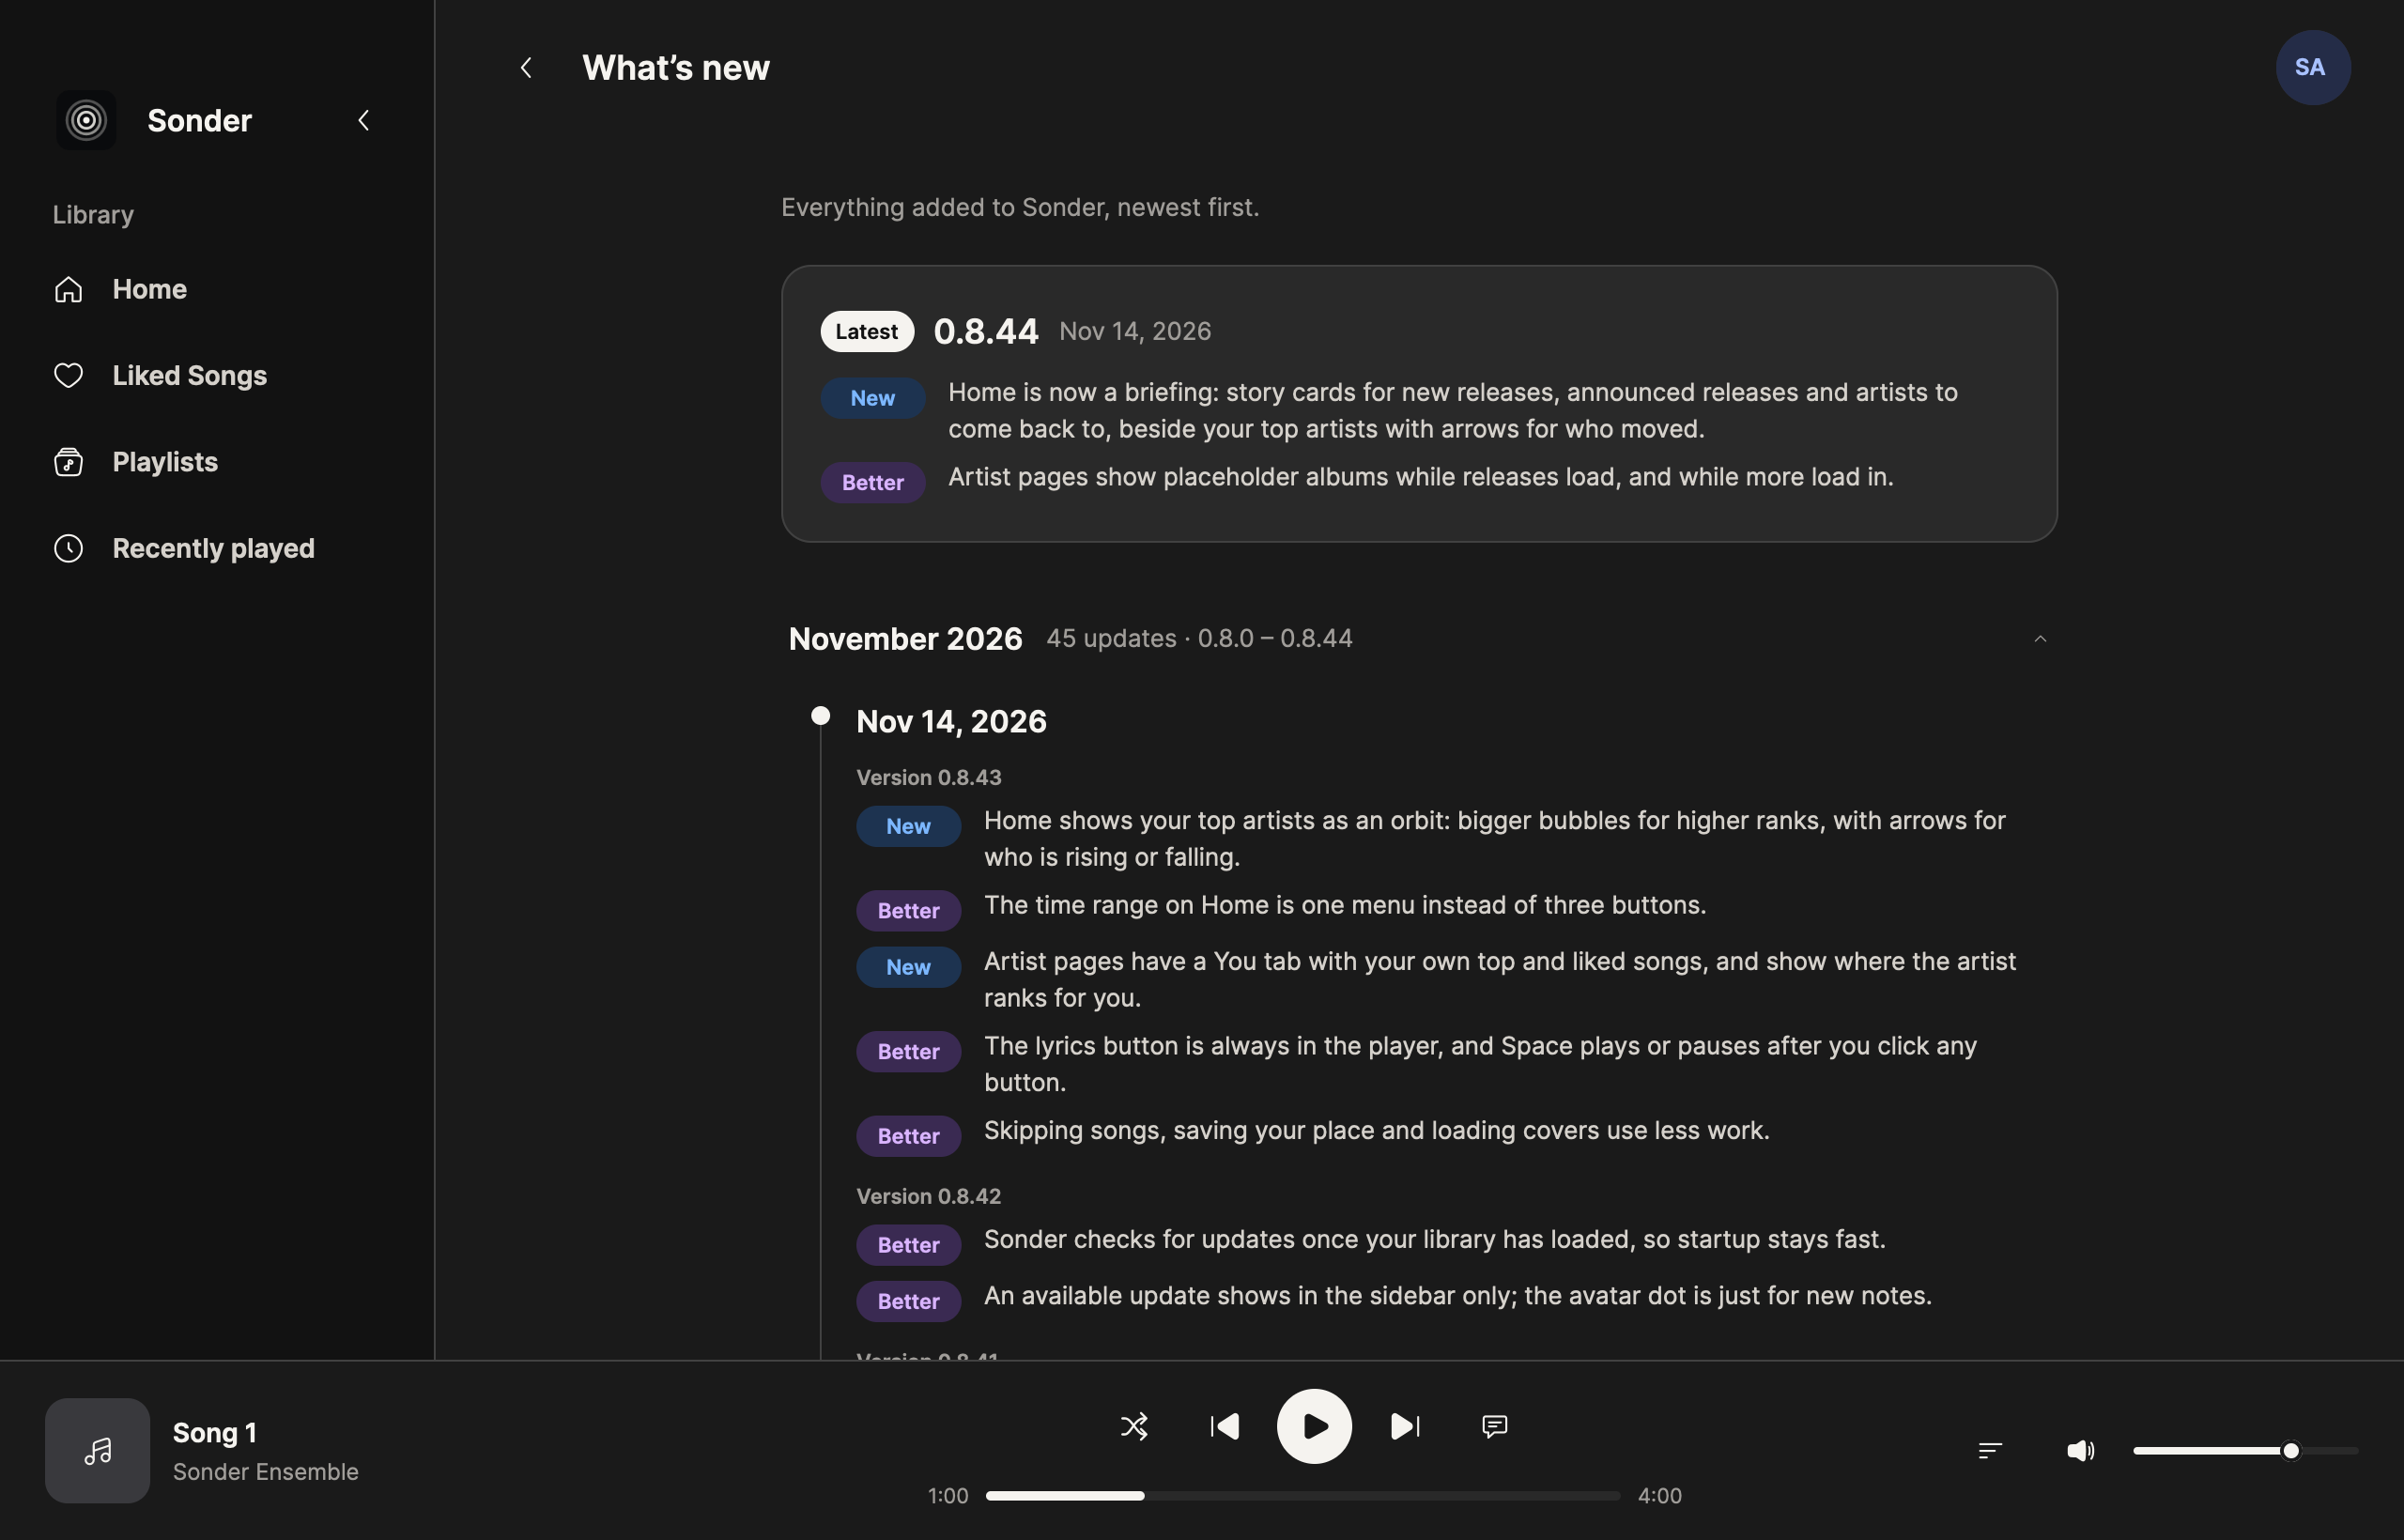 Sonder
Library
Home
Liked Songs
Playlists
Recently played
What’s new
SA
Everything added to Sonder, newest first.
Latest 0.8.44 Nov 14, 2026
New Home is now a briefing: story cards for new releases, announced releases and artists to
come back to, beside your top artists with arrows for who moved.
Better Artist pages show placeholder albums while releases load, and while more load in.
November 2026 45 updates · 0.8.0 – 0.8.44
Nov 14, 2026
Version 0.8.43
New Home shows your top artists as an orbit: bigger bubbles for higher ranks, with arrows for
who is rising or falling.
Better The time range on Home is one menu instead of three buttons.
New Artist pages have a You tab with your own top and liked songs, and show where the artist
ranks for you.
Better The lyrics button is always in the player, and Space plays or pauses after you click any
button.
Better Skipping songs, saving your place and loading covers use less work.
Version 0.8.42
Better Sonder checks for updates once your library has loaded, so startup stays fast.
Better An available update shows in the sidebar only; the avatar dot is just for new notes.
Version 0.8.41
Song 1
Sonder Ensemble
1:00 4:00